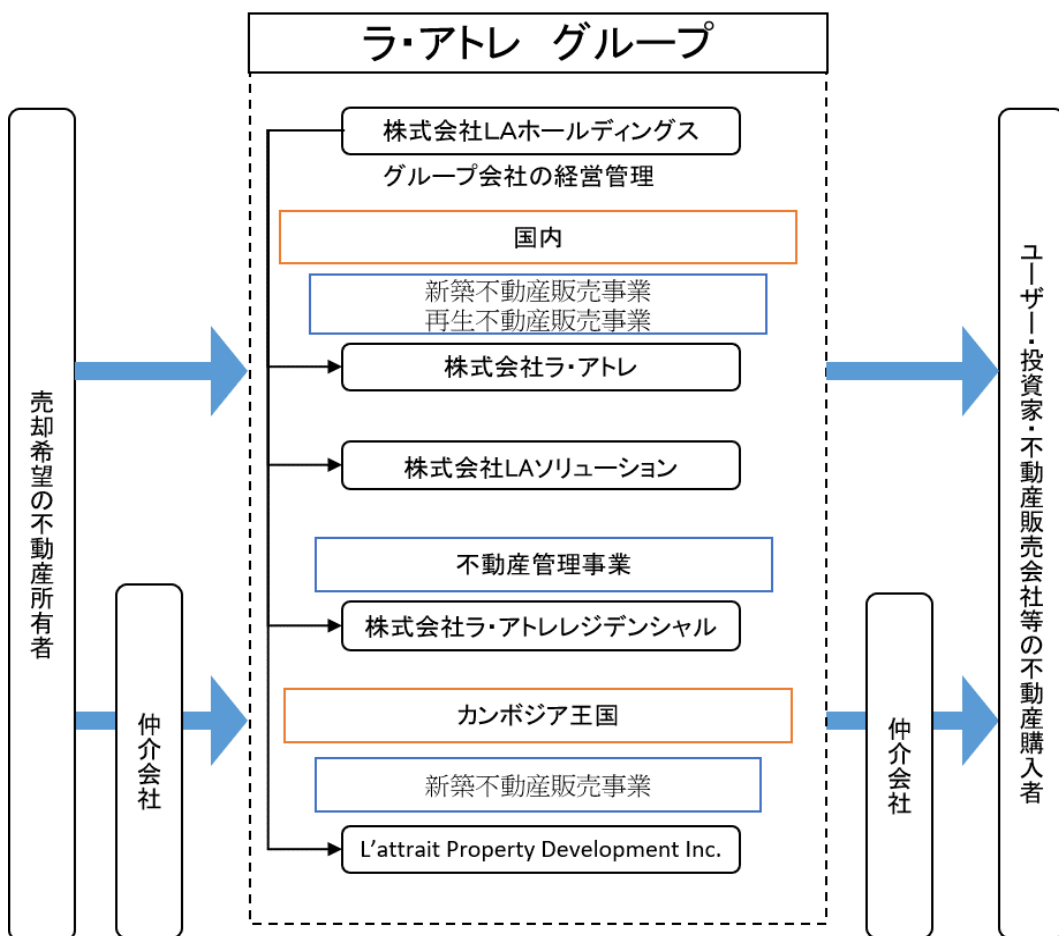 ラ・アトレ グループ
売却希望の不動産所有者
仲介会社
株式会社LAホールディングス
グループ会社の経営管理
国内
新築不動産販売事業
再生不動産販売事業
株式会社ラ・アトレ
株式会社LAソリューション
不動産管理事業
株式会社ラ・アトレレジデンシャル
カンボジア王国
新築不動産販売事業
L'attrait Property Development Inc.
仲介会社
ユーザー・投資家・不動産販売会社等の不動産購入者